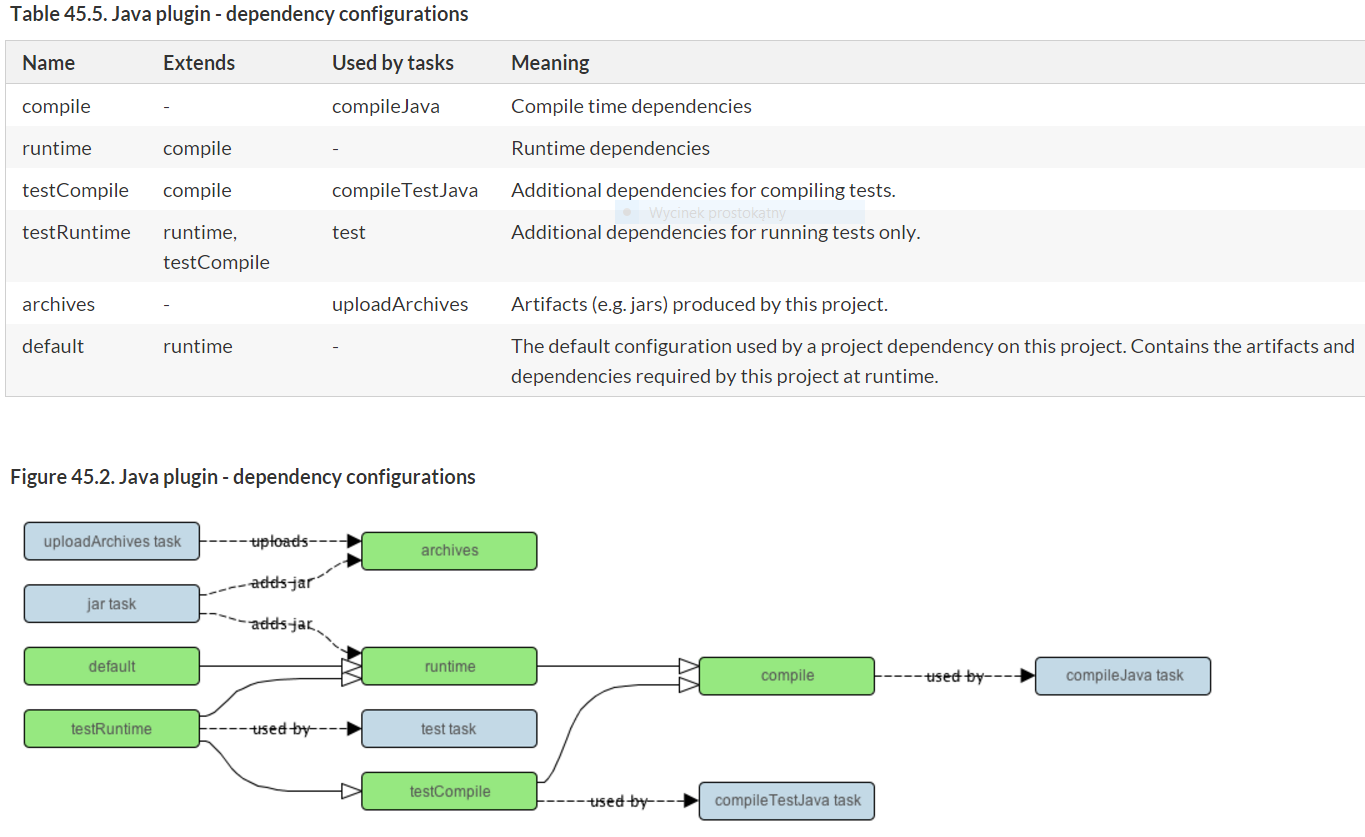 Table 45.5. Java plugin - dependency configurations
Name Extends Used by tasks Meaning
compile - compileJava Compile time dependencies
runtime compile - Runtime dependencies
testCompile compile compileTestJava Additional dependencies for compiling tests.
Wycinek prostokątny
testRuntime runtime, test Additional dependencies for running tests only.
testCompile
archives - uploadArchives Artifacts (e.g. jars) produced by this project.
default runtime - The default configuration used by a project dependency on this project. Contains the artifacts and
dependencies required by this project at runtime.
Figure 45.2. Java plugin - dependency configurations
uploadArchives task uploads archives
adds jar
jar task
adds jar
default runtime compile used by compileJava task
testRuntime used by test task
testCompile used by compileTestJava task